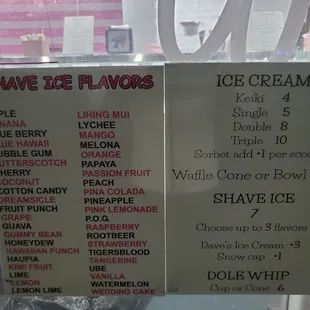 HAVE ICE FLAVORS
PLE
NANA
UE BERRY
UE HAWAII
UBBLE GUM
UTTERSCOTCH
HERRY
COCONUT
COTTON CANDY
DREAMSICLE
FRUIT PUNCH
GRAPE
GUAVA
GUMMY BEAR
HONEYDEW
HAWAIIAN PUNCH
HAUPIA
KIWI FRUIT
LEMON
LEMON LIME
LIHING MUI
LYCHEE
MANGO
MELONA
ORANGE
PAPAYA
PASSION FRUIT
PEACH
PINA COLADA
PINEAPPLE
PINK LEMONADE
P.O.G.
RASPBERRY
ROOTBEER
STRAWBERRY
TIGERSBLOOD
TANGERINE
UBE
VANILLA
WATERMELON
WEDDING CAKE
ICE CREAM
Keiki 4
Single 5
Double 8
Triple 10
Sorbet add +1 per scoo
Waffle Cone or Bowl
SHAVE ICE
7
Choose up to 3 flavors
Dave's Ice Cream +3
Snow cap +1
DOLE WHIP
Cup or Cone 6